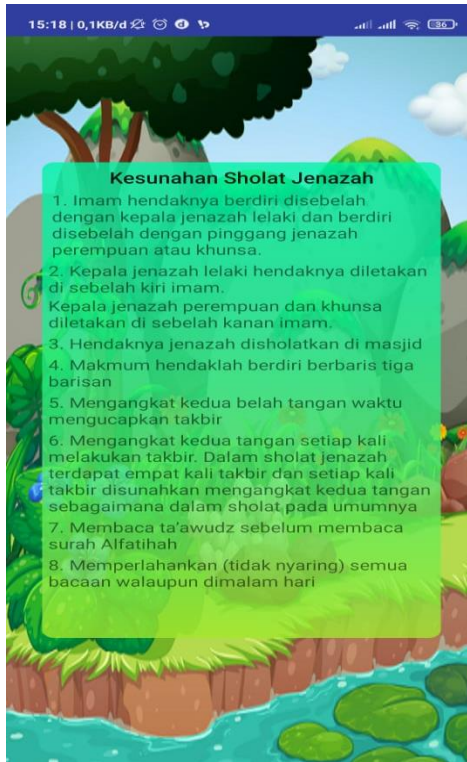 15:18 | 0,1KB/d
36
Kesunahan Sholat Jenazah
1. Imam hendaknya berdiri disebelah
dengan kepala jenazah lelaki dan berdiri
disebelah dengan pinggang jenazah
perempuan atau khunsa.
2. Kepala jenazah lelaki hendaknya diletakan
di sebelah kiri imam.
Kepala jenazah perempuan dan khunsa
diletakan di sebelah kanan imam.
3. Hendaknya jenazah disholatkan di masjid
4. Makmum hendaklah berdiri berbaris tiga
barisan
5. Mengangkat kedua belah tangan waktu
mengucapkan takbir
6. Mengangkat kedua tangan setiap kali
melakukan takbir. Dalam sholat jenazah
terdapat empat kali takbir dan setiap kali
takbir disunahkan mengangkat kedua tangan
sebagaimana dalam sholat pada umumnya
7. Membaca ta'awudz sebelum membaca
surah Alfatihah
8. Memperlahankan (tidak nyaring) semua
bacaan walaupun dimalam hari